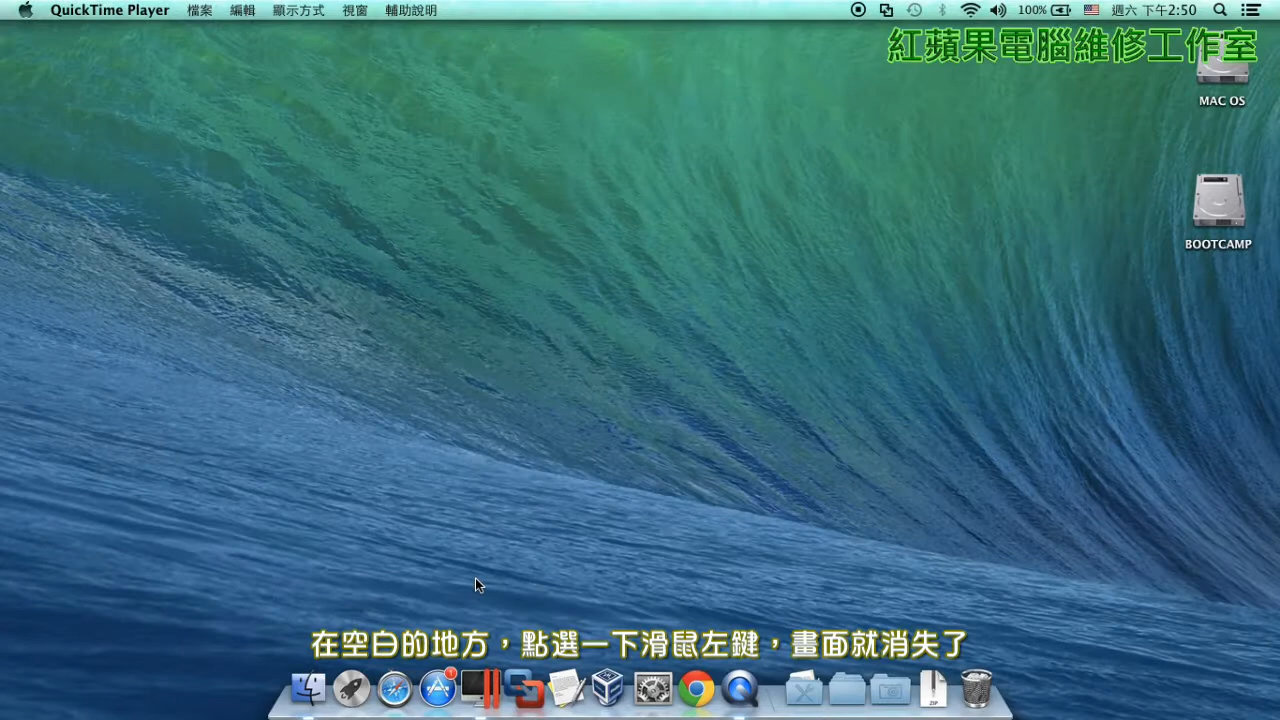 QuickTime Player 檔案 編輯 顯示方式 視窗 輔助說明 100% 週六 下午2:50
紅蘋果電腦維修工作室
MAC OS
BOOTCAMP
在空白的地方，點選一下滑鼠左鍵，畫面就消失了
1
ZIP